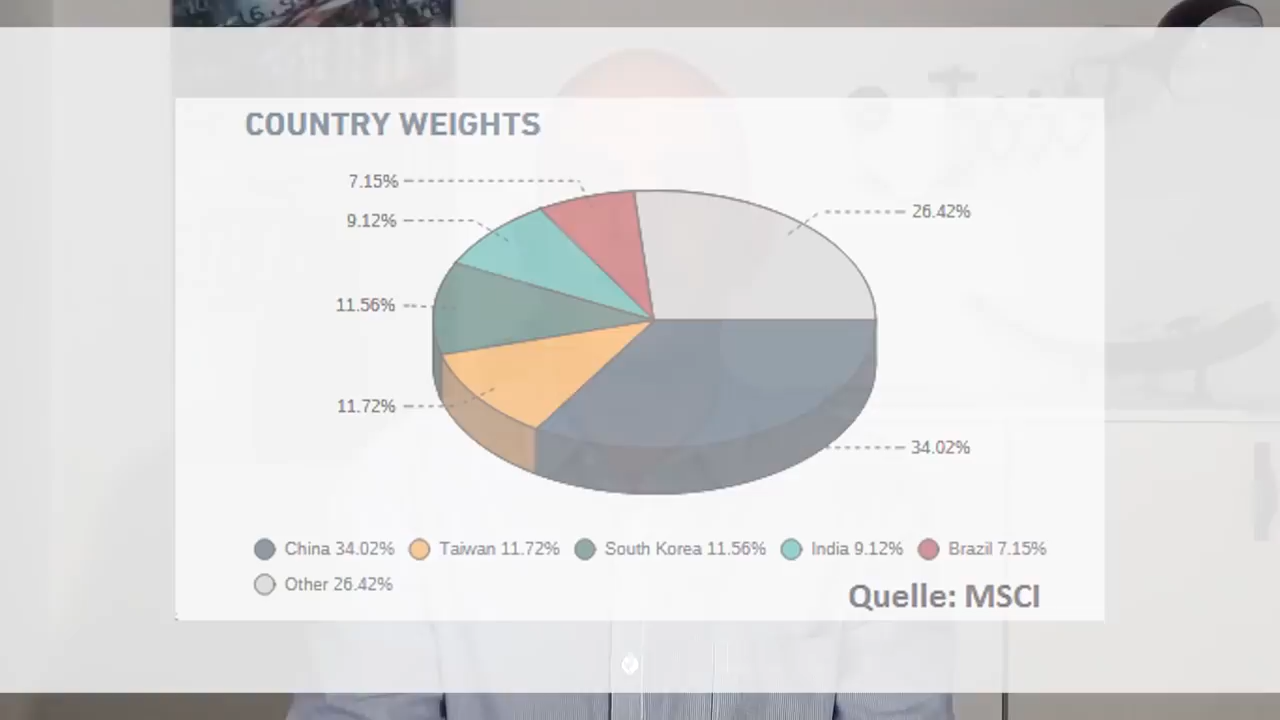 COUNTRY WEIGHTS
7.15%
9.12%
26.42%
11.56%
11.72%
34.02%
China 34.02% Taiwan 11.72% South Korea 11.56% India 9.12% Brazil 7.15%
Other 26.42%
Quelle: MSCI